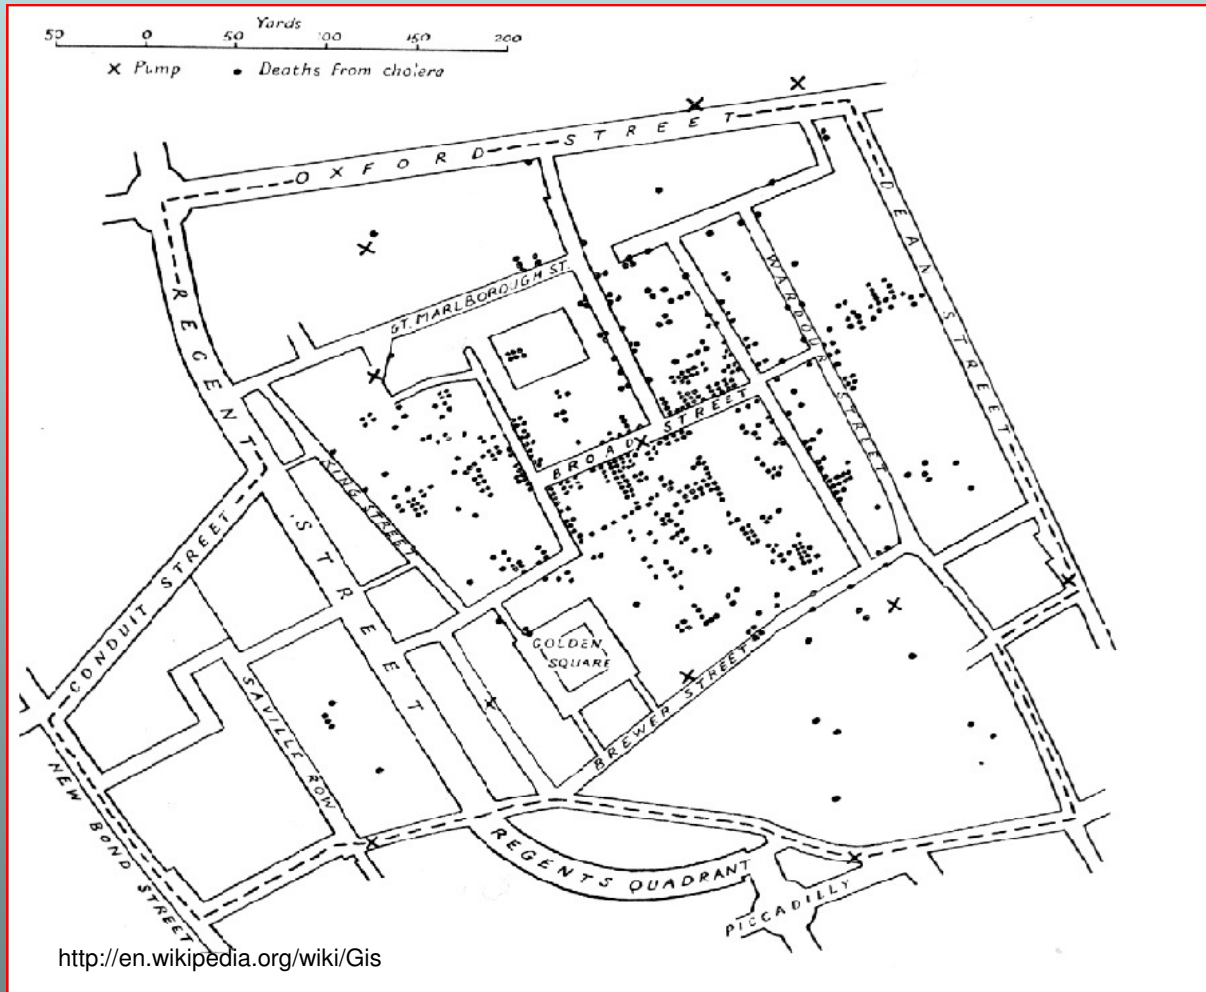 Yards
50 0 50 100 150 200
X Pump • Deaths from cholera
OXFORD STREET
DEAN STREET
WARDOUR STREET
GT. MARLBOROUGH ST.
REGENT STREET
BROAD STREET
KING STREET
CONDUIT STREET
GOLDEN
SQUARE
BREWER STREET
SAVILLE ROW
NEW BOND STREET
REGENTS QUADRANT
PICCADILLY
http://en.wikipedia.org/wiki/Gis